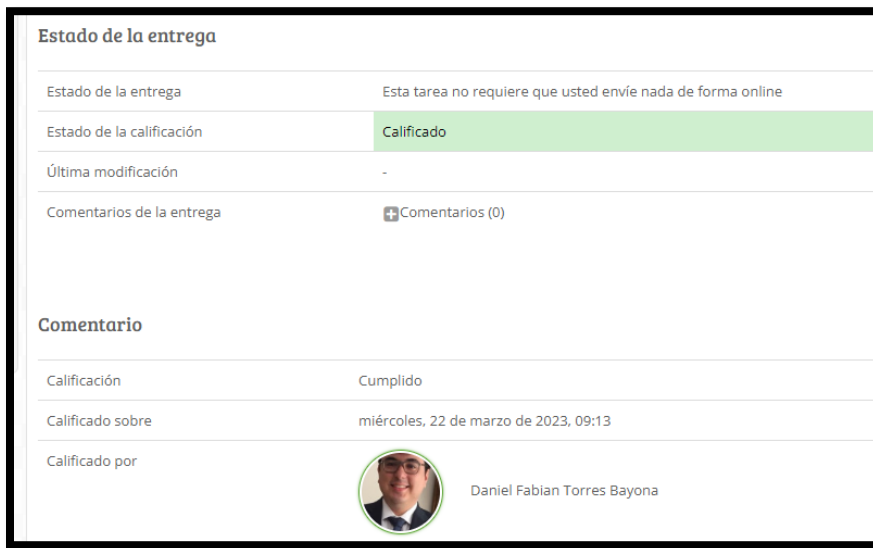 Estado de la entrega
Estado de la entrega Esta tarea no requiere que usted envíe nada de forma online
Estado de la calificación Calificado
Última modificación -
Comentarios de la entrega Comentarios (0)
Comentario
Calificación Cumplido
Calificado sobre miércoles, 22 de marzo de 2023, 09:13
Calificado por Daniel Fabian Torres Bayona